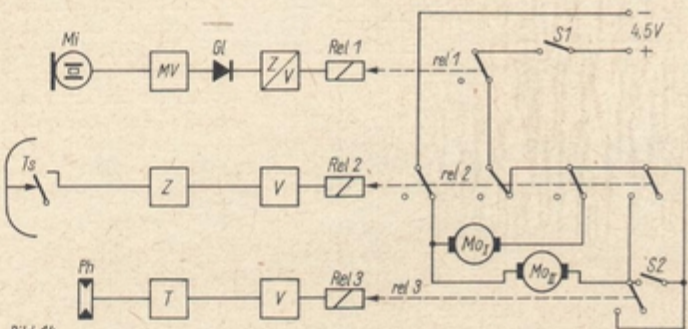 Mi
MV
Gl
Z/V
Rel 1
rel 1
S1
−
4,5V
+
Ts
Z
V
Rel 2
rel 2
Mo I
Mo II
S2
Ph
T
V
Rel 3
rel 3